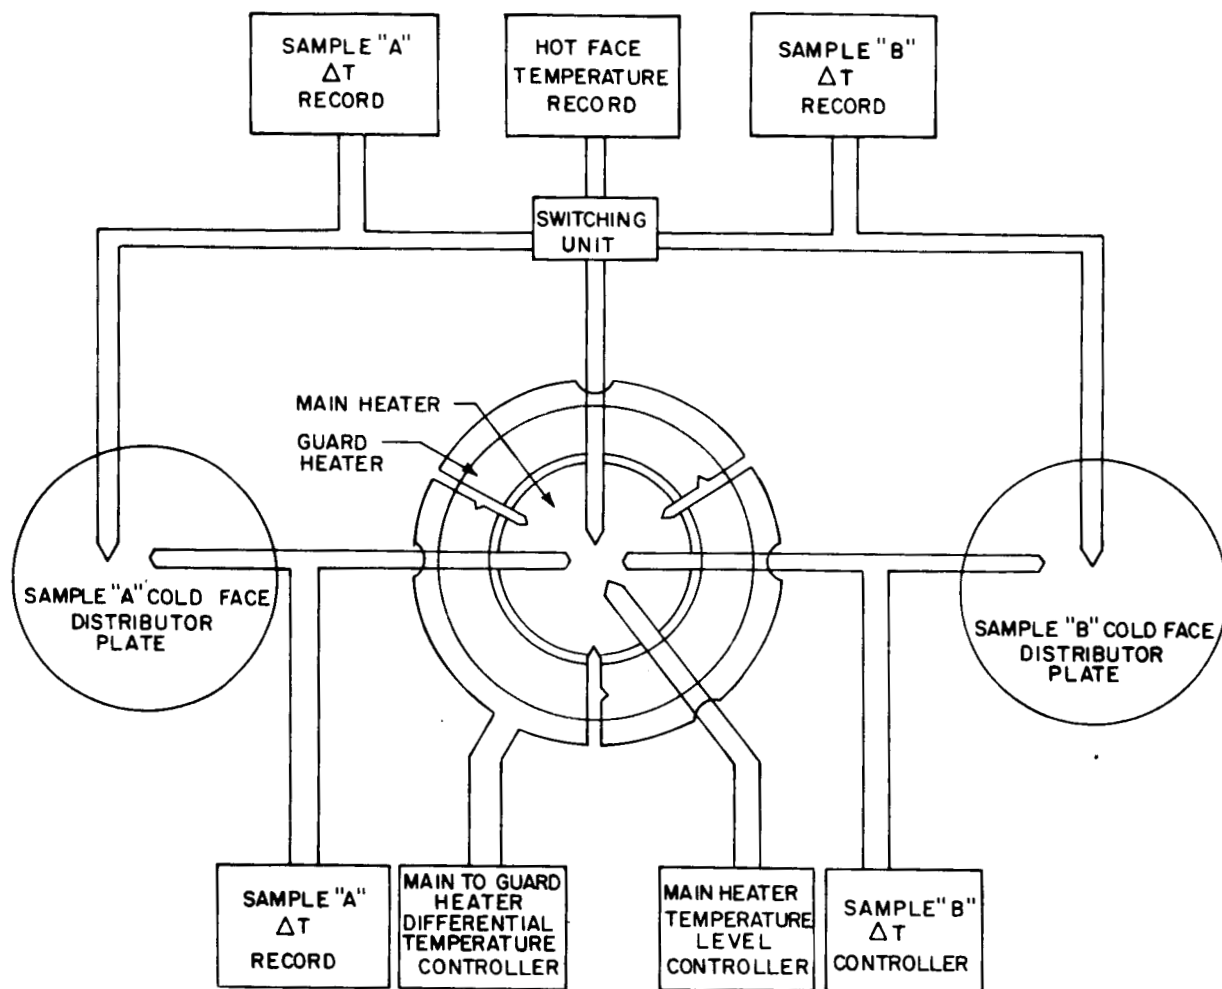 SAMPLE "A"
ΔT
RECORD
HOT FACE
TEMPERATURE
RECORD
SAMPLE "B"
ΔT
RECORD
SWITCHING
UNIT
MAIN HEATER
GUARD
HEATER
SAMPLE "A" COLD FACE
DISTRIBUTOR
PLATE
SAMPLE "B" COLD FACE
DISTRIBUTOR
PLATE
SAMPLE "A"
ΔT
RECORD
MAIN TO GUARD
HEATER
DIFFERENTIAL
TEMPERATURE
CONTROLLER
MAIN HEATER
TEMPERATURE
LEVEL
CONTROLLER
SAMPLE "B"
ΔT
CONTROLLER